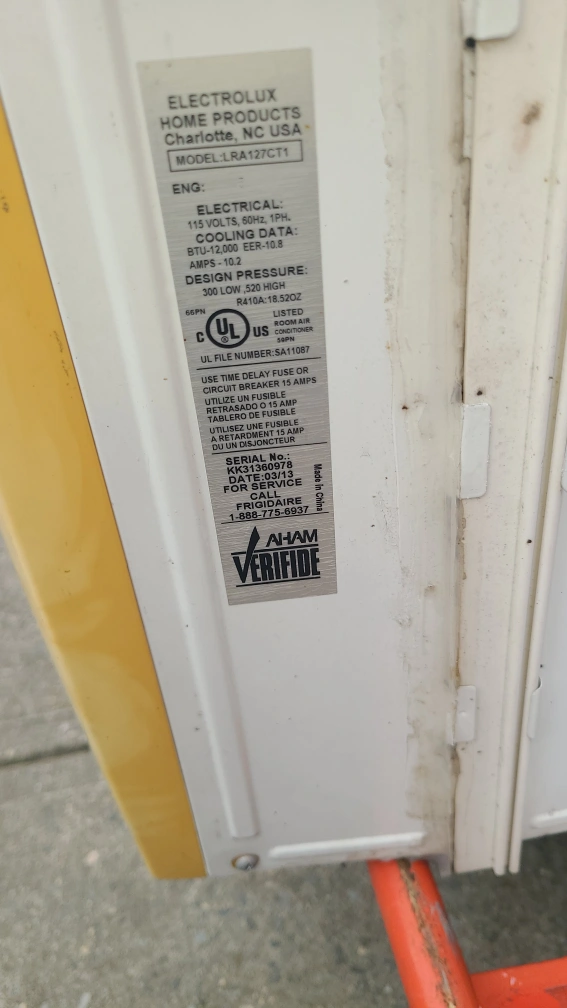 ELECTROLUX
HOME PRODUCTS
Charlotte, NC USA
MODEL:LRA127CT1
ENG:
ELECTRICAL:
115 VOLTS, 60Hz, 1PH.
COOLING DATA:
BTU-12,000 EER-10.8
AMPS - 10.2
DESIGN PRESSURE:
300 LOW ,520 HIGH
R410A:18.52OZ
66PN
C UL US
LISTED
ROOM AIR
CONDITIONER
58PN
UL FILE NUMBER:SA11087
USE TIME DELAY FUSE OR
CIRCUIT BREAKER 15 AMPS
UTILIZE UN FUSIBLE
RETRASADO O 15 AMP
TABLERO DE FUSIBLE
UTILISEZ UNE FUSIBLE
A RETARDMENT 15 AMP
DU UN DISJONCTEUR
SERIAL No.:
KK31360978
DATE:03/13
FOR SERVICE
CALL
FRIGIDAIRE
1-888-775-6937
Made in China
AHAM
VERIFIDE